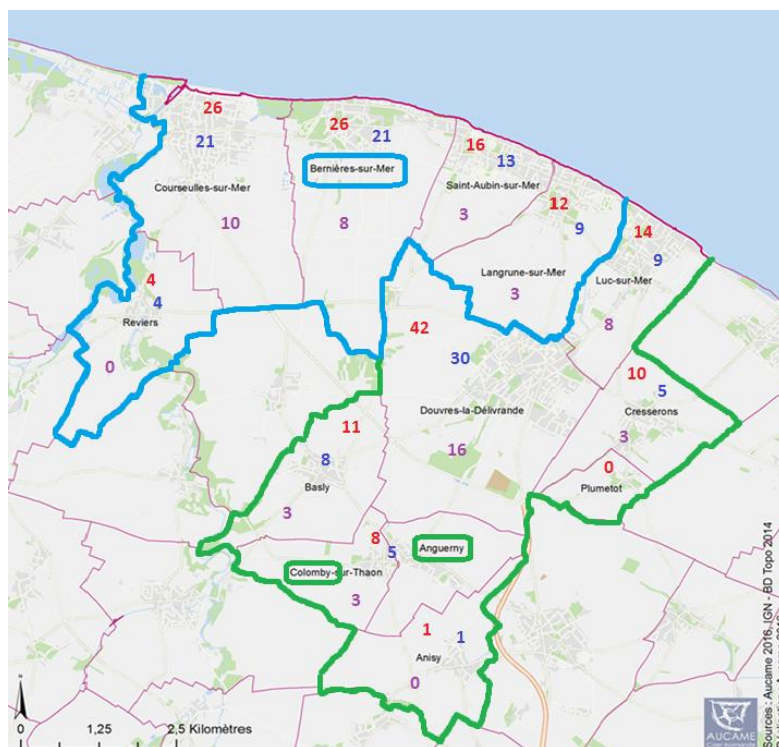 26
21
Courseulles-sur-Mer
10
26
21
Bernières-sur-Mer
8
16
13
Saint-Aubin-sur-Mer
3
12
9
Langrune-sur-Mer
3
14
9
Luc-sur-Mer
8
4
4
Reviers
0
42
30
Douvres-la-Délivrande
16
10
5
Cresserons
3
0
Plumetot
11
8
Basly
3
8
5
Anguerny
Colomby-sur-Thaon
3
1
1
Anisy
0
0 1,25 2,5 Kilomètres
Sources : Aucame 2016, IGN - BD Topo 2014
AUCAME